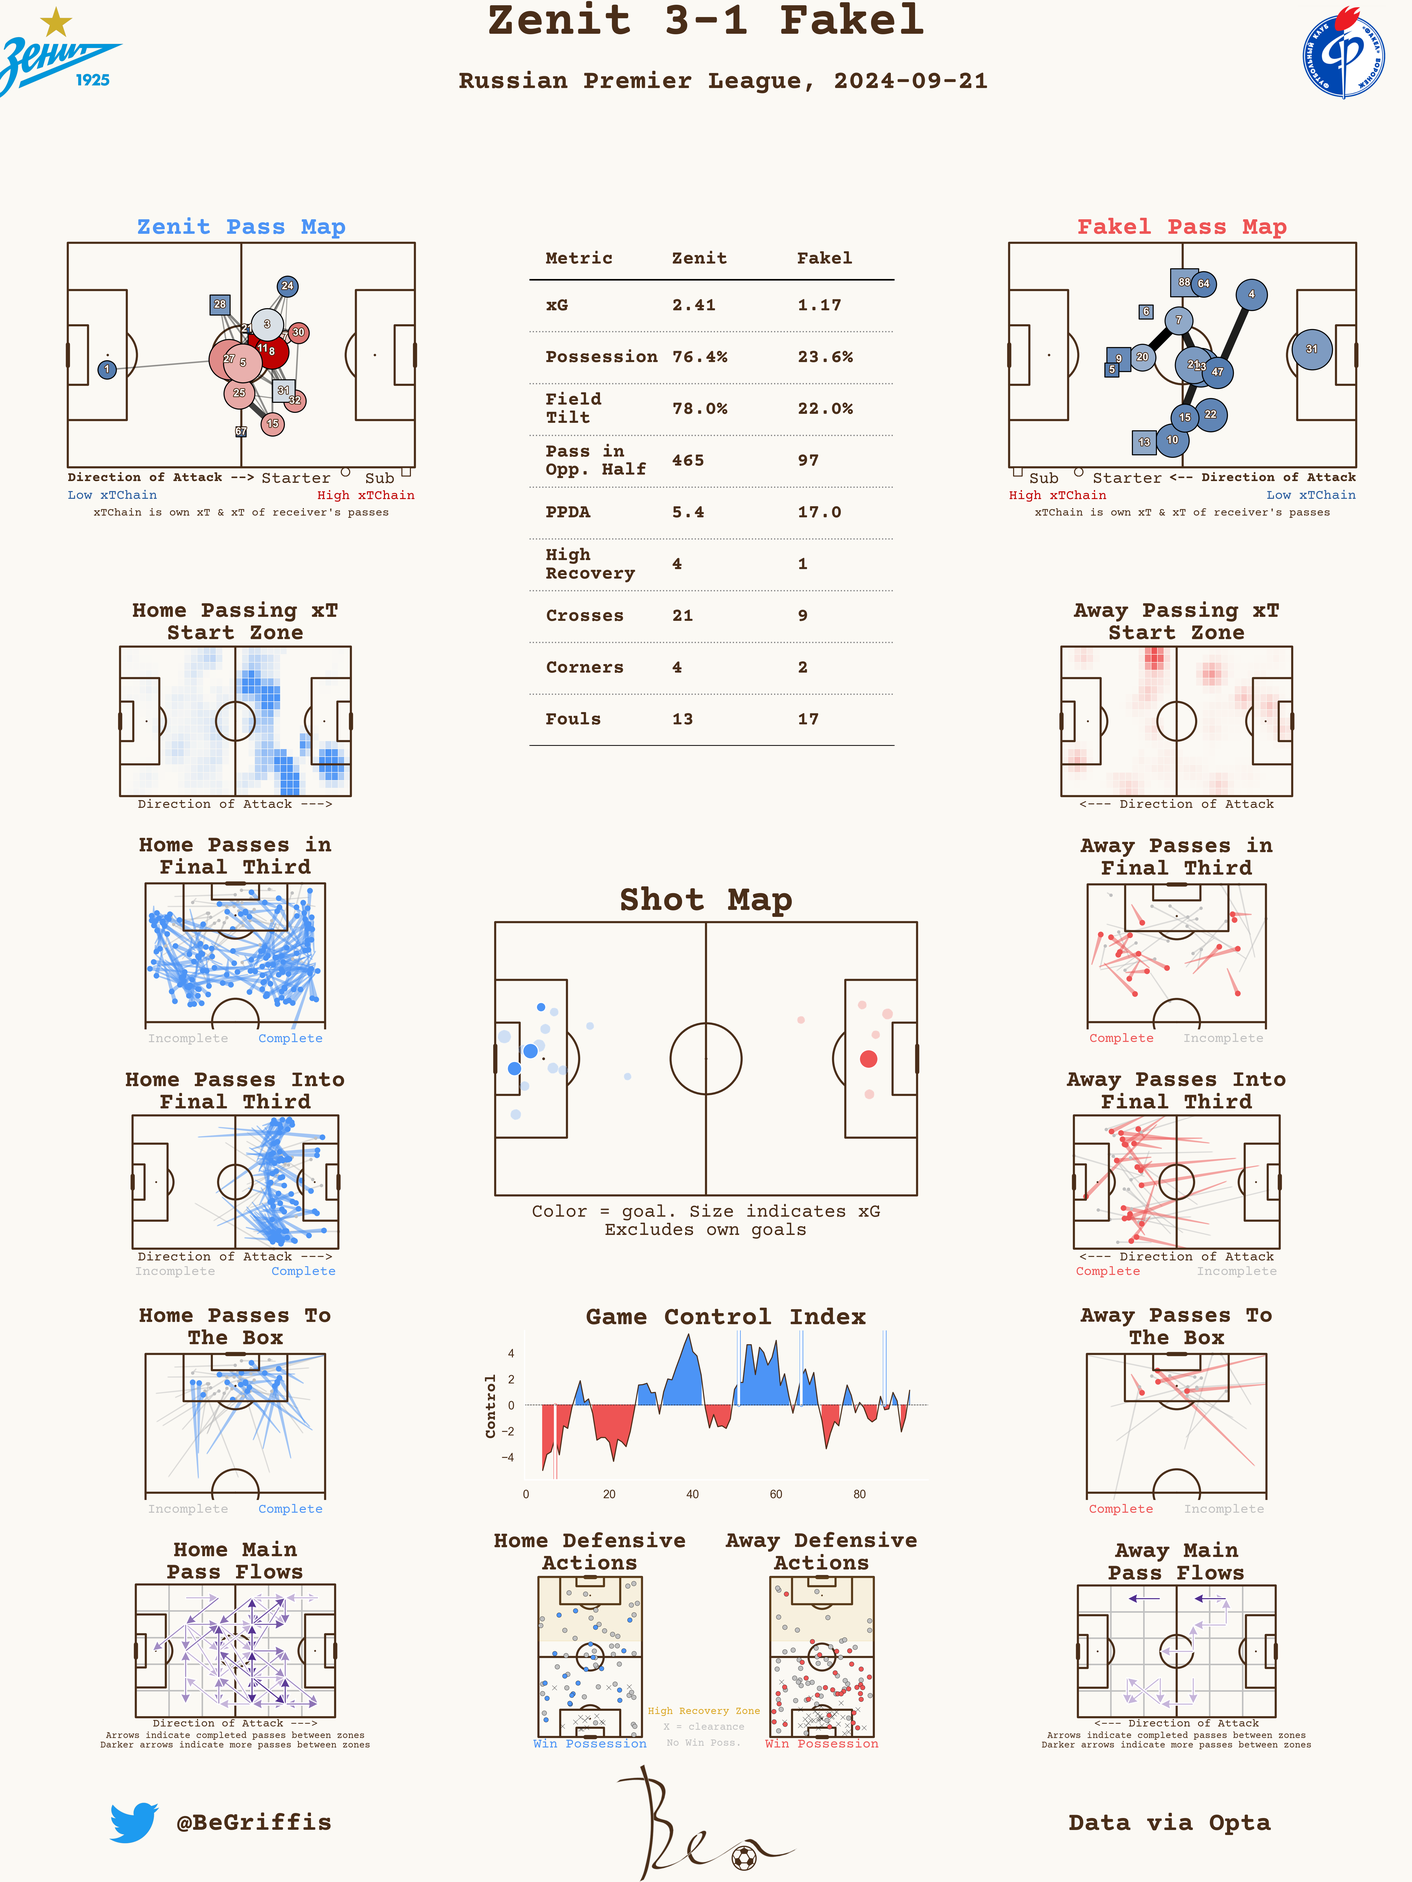 Zenit 3-1 Fakel
Russian Premier League, 2024-09-21
Зенит
1925
ФУТБОЛЬНЫЙ КЛУБ «ФАКЕЛ» ВОРОНЕЖ
Zenit Pass Map
24
28
21
3
7
30
11
8
27
5
1
25
31
32
15
67
Direction of Attack --> Starter Sub
Low xTChain High xTChain
xTChain is own xT & xT of receiver's passes
Metric Zenit Fakel
xG 2.41 1.17
Possession 76.4% 23.6%
Field
Tilt 78.0% 22.0%
Pass in
Opp. Half 465 97
PPDA 5.4 17.0
High
Recovery 4 1
Crosses 21 9
Corners 4 2
Fouls 13 17
Fakel Pass Map
88
64
4
6
7
31
9
20
5
21
23
47
15
22
13
10
Sub Starter <-- Direction of Attack
High xTChain Low xTChain
xTChain is own xT & xT of receiver's passes
Home Passing xT
Start Zone
Direction of Attack --->
Away Passing xT
Start Zone
<--- Direction of Attack
Home Passes in
Final Third
Incomplete Complete
Away Passes in
Final Third
Complete Incomplete
Shot Map
Color = goal. Size indicates xG
Excludes own goals
Home Passes Into
Final Third
Direction of Attack --->
Incomplete Complete
Away Passes Into
Final Third
<--- Direction of Attack
Complete Incomplete
Home Passes To
The Box
Incomplete Complete
Game Control Index
Control
4
2
0
−2
−4
0 20 40 60 80
Away Passes To
The Box
Complete Incomplete
Home Main
Pass Flows
Direction of Attack --->
Arrows indicate completed passes between zones
Darker arrows indicate more passes between zones
Home Defensive
Actions
Win Possession
Away Defensive
Actions
Win Possession
High Recovery Zone
X = clearance
No Win Poss.
Away Main
Pass Flows
<--- Direction of Attack
Arrows indicate completed passes between zones
Darker arrows indicate more passes between zones
@BeGriffis
Ben
Data via Opta